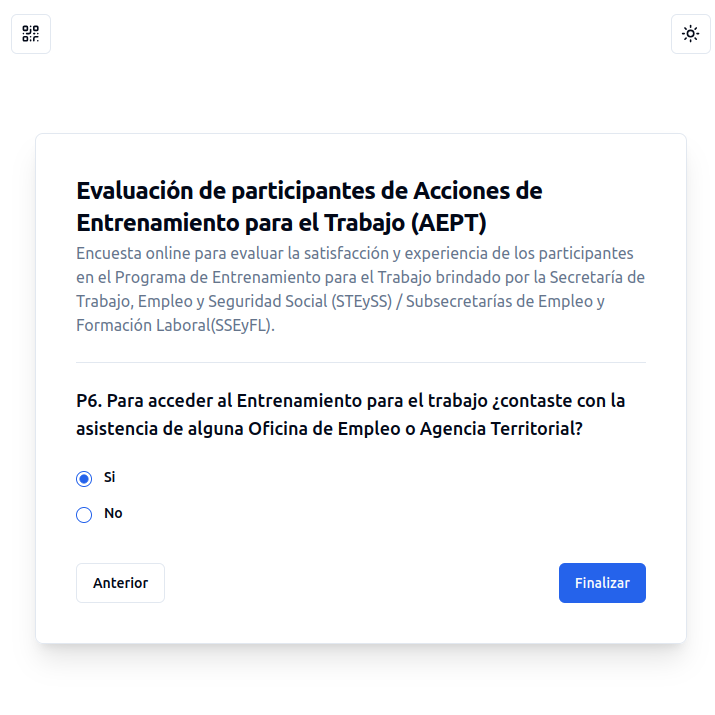 Evaluación de participantes de Acciones de
Entrenamiento para el Trabajo (AEPT)
Encuesta online para evaluar la satisfacción y experiencia de los participantes
en el Programa de Entrenamiento para el Trabajo brindado por la Secretaría de
Trabajo, Empleo y Seguridad Social (STEySS) / Subsecretarías de Empleo y
Formación Laboral(SSEyFL).
P6. Para acceder al Entrenamiento para el trabajo ¿contaste con la
asistencia de alguna Oficina de Empleo o Agencia Territorial?
Si
No
Anterior
Finalizar